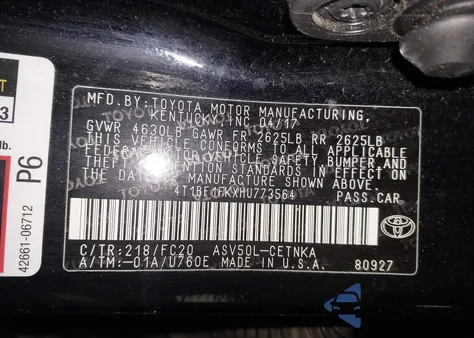 MFD.BY:TOYOTA MOTOR MANUFACTURING,
KENTUCKY, INC. 04/17
GVWR 4630LB GAWR FR 2625LB RR 2625LB
THIS VEHICLE CONFORMS TO ALL APPLICABLE
FEDERAL MOTOR VEHICLE SAFETY, BUMPER, AND
THEFT PREVENTION STANDARDS IN EFFECT ON
THE DATE OF MANUFACTURE SHOWN ABOVE.
4T1BF1FKXHU773564 PASS.CAR
C/TR:218/FC20 ASV50L-CETNKA
A/TM:-01A/U760E MADE IN U.S.A. 80927
TOYOTA
P6
42661-06712
3
lb.